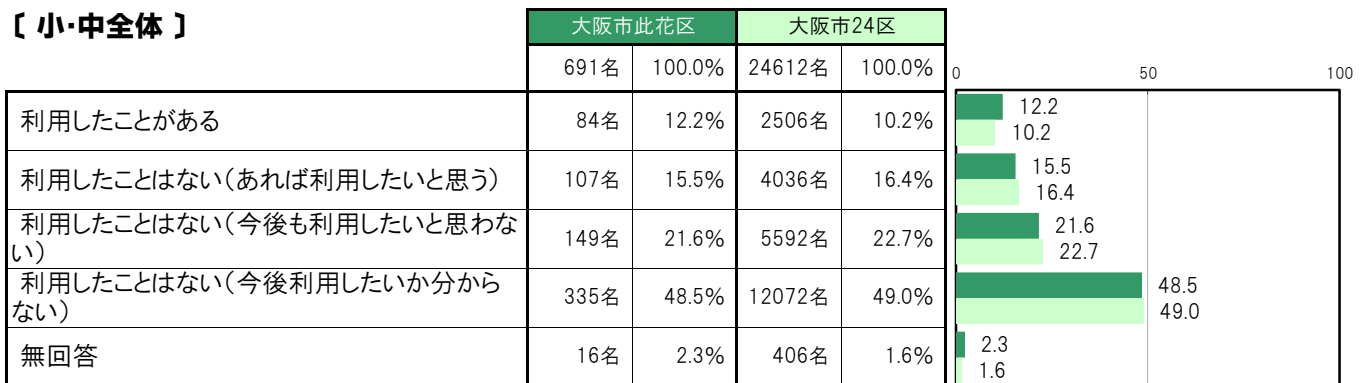 〔 小・中全体 〕 大阪市此花区 大阪市24区
691名 100.0% 24612名 100.0% 0 50 100
利用したことがある 84名 12.2% 2506名 10.2% 12.2
10.2
利用したことはない（あれば利用したいと思う） 107名 15.5% 4036名 16.4% 15.5
16.4
利用したことはない（今後も利用したいと思わな
い） 149名 21.6% 5592名 22.7% 21.6
22.7
利用したことはない（今後利用したいか分から
ない） 335名 48.5% 12072名 49.0% 48.5
49.0
無回答 16名 2.3% 406名 1.6% 2.3
1.6